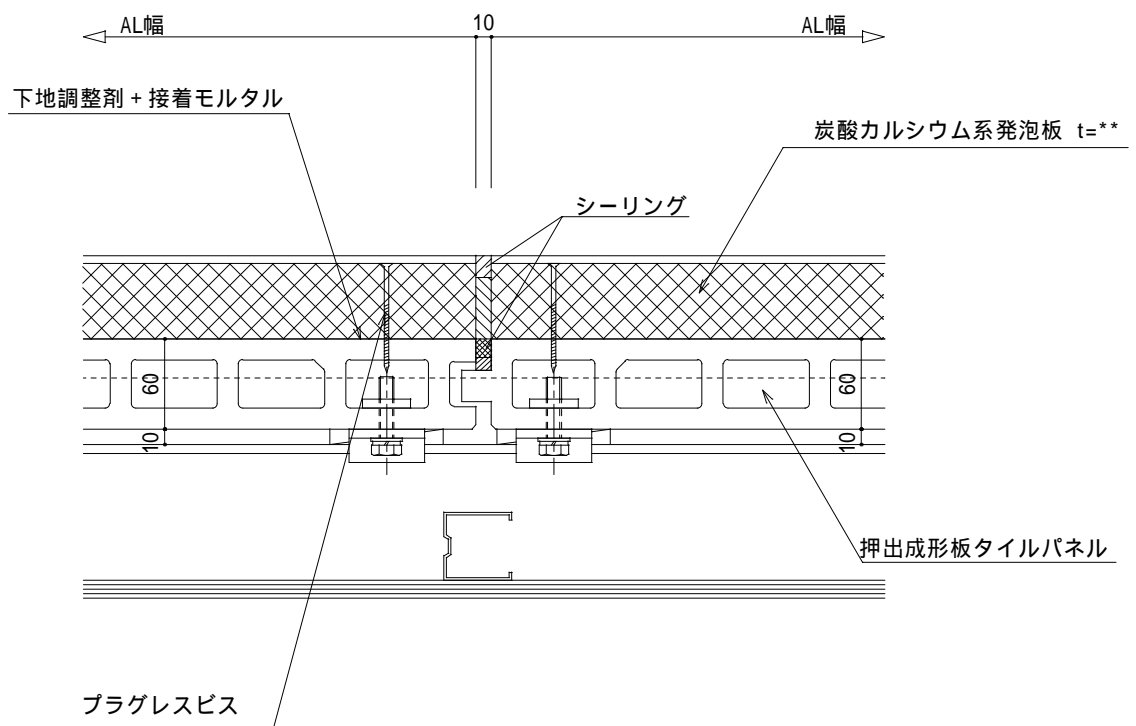 AL幅
10
AL幅
下地調整剤 + 接着モルタル
炭酸カルシウム系発泡板 t=**
シーリング
60
10
60
10
押出成形板タイルパネル
プラグレスビス